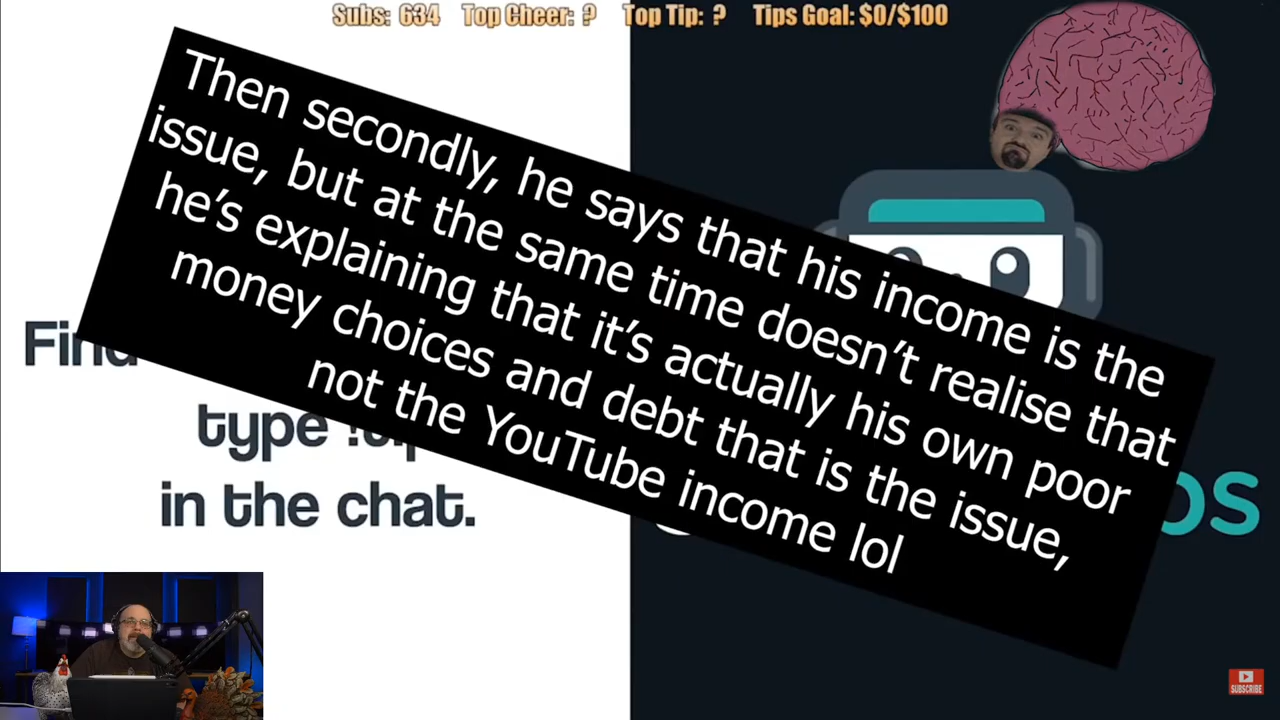 Subs: 634 Top Cheer: ? Top Tip: ? Tips Goal: $0/$100
Then secondly, he says that his income is the
issue, but at the same time doesn't realise that
he's explaining that it's actually his own poor
money choices and debt that is the issue,
not the YouTube income lol
type
in the chat.
SUBSCRIBE